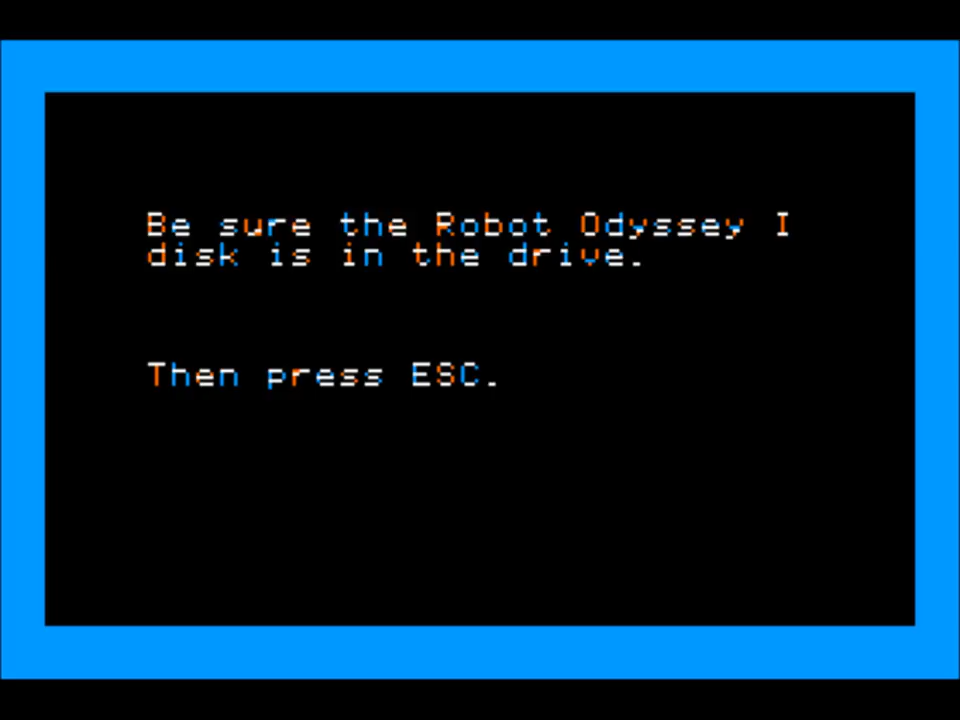 Be sure the Robot Odyssey I
disk is in the drive.
Then press ESC.